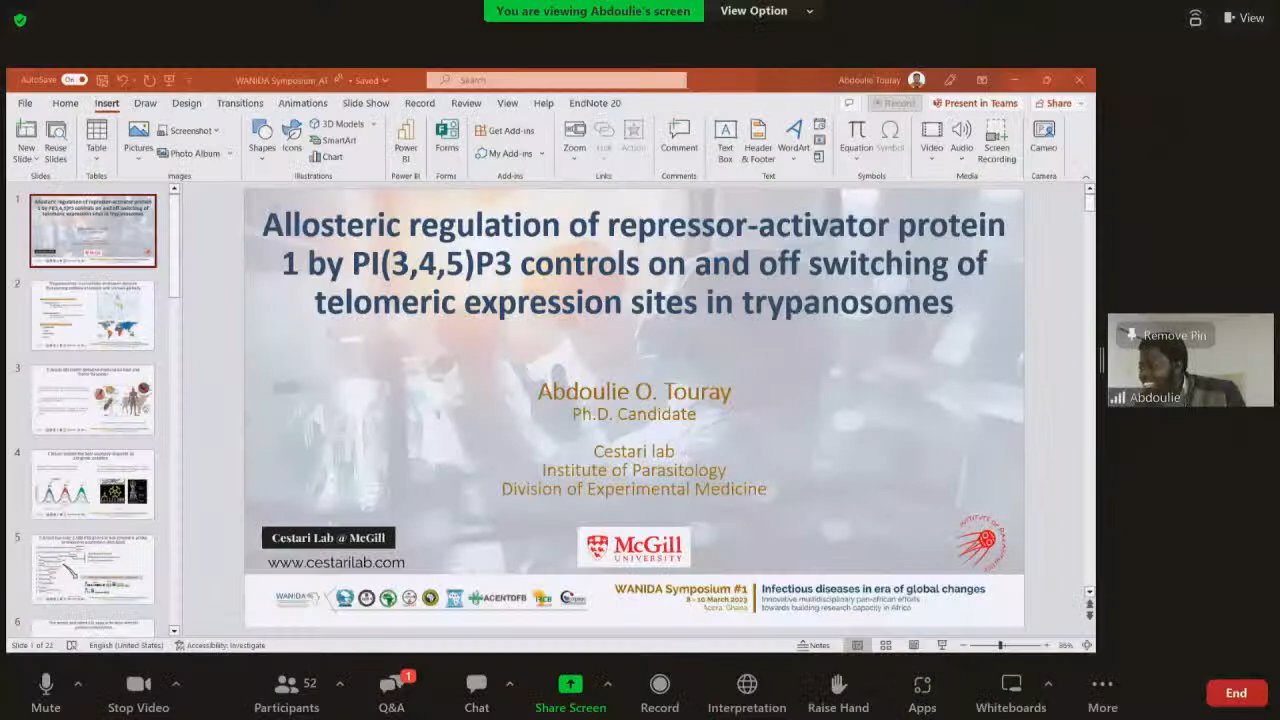 You are viewing Abdoulie's screen
View Option
View
AutoSave On
WANIDA Symposium_AT
Saved
Search
Abdoulie Touray
File Home Insert Draw Design Transitions Animations Slide Show Record Review View Help EndNote 20
Record
Present in Teams
Share
New Slide
Reuse Slides
Table
Pictures
Screenshot
Photo Album
Shapes
Icons
3D Models
SmartArt
Chart
Power BI
Forms
Get Add-ins
My Add-ins
Zoom
Link
Action
Comment
Text Box
Header & Footer
WordArt
Equation
Symbol
Video
Audio
Screen Recording
Cameo
Slides Tables Images Illustrations Power BI Forms Add-ins Links Comments Text Symbols Media Camera
1
2
3
4
5
6
Allosteric regulation of repressor-activator protein
1 by PI(3,4,5)P3 controls on and off switching of
telomeric expression sites in trypanosomes
Abdoulie O. Touray
Ph.D. Candidate
Cestari lab
Institute of Parasitology
Division of Experimental Medicine
Cestari Lab @ McGill
www.cestarilab.com
McGill
UNIVERSITY
WANIDA
ACENTDFB
WANIDA Symposium #1
8 - 10 March 2023
Accra, Ghana
Infectious diseases in era of global changes
Innovative multidisciplinary pan-african efforts
towards building research capacity in Africa
Remove Pin
Abdoulie
Slide 1 of 22
English (United States)
Accessibility: Investigate
Notes
Mute
Stop Video
52
Participants
1
Q&A
Chat
Share Screen
Record
Interpretation
Raise Hand
Apps
Whiteboards
More
End